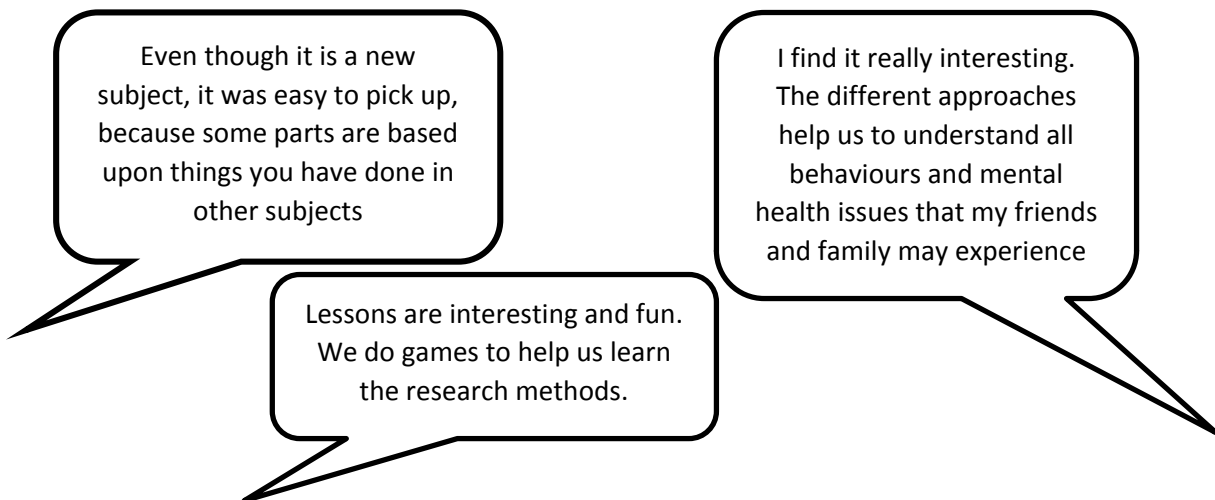 Even though it is a new
subject, it was easy to pick up,
because some parts are based
upon things you have done in
other subjects
I find it really interesting.
The different approaches
help us to understand all
behaviours and mental
health issues that my friends
and family may experience
Lessons are interesting and fun.
We do games to help us learn
the research methods.